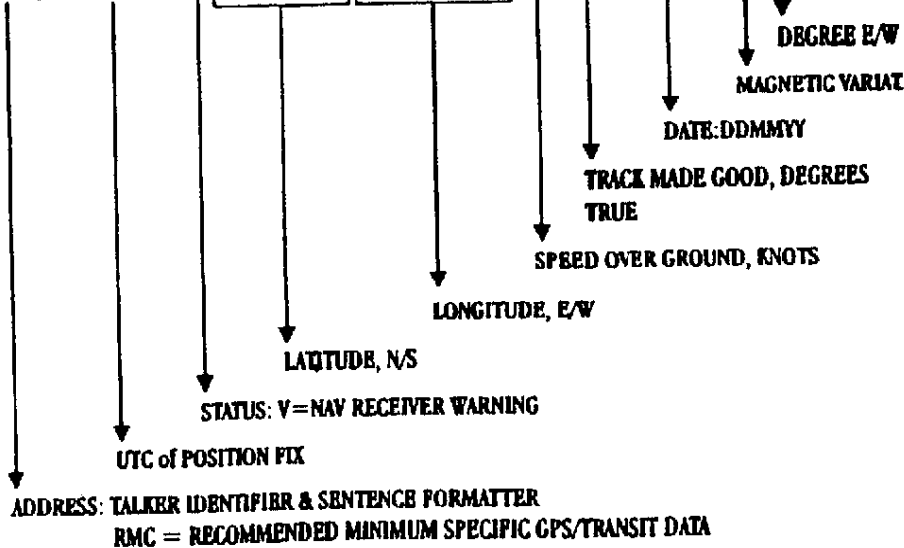 DEGREE E/W
MAGNETIC VARIAT
DATE:DDMMYY
TRACK MADE GOOD, DEGREES
TRUE
SPEED OVER GROUND, KNOTS
LONGITUDE, E/W
LATITUDE, N/S
STATUS: V=NAV RECEIVER WARNING
UTC of POSITION FIX
ADDRESS: TALKER IDENTIFIER & SENTENCE FORMATTER
RMC = RECOMMENDED MINIMUM SPECIFIC GPS/TRANSIT DATA